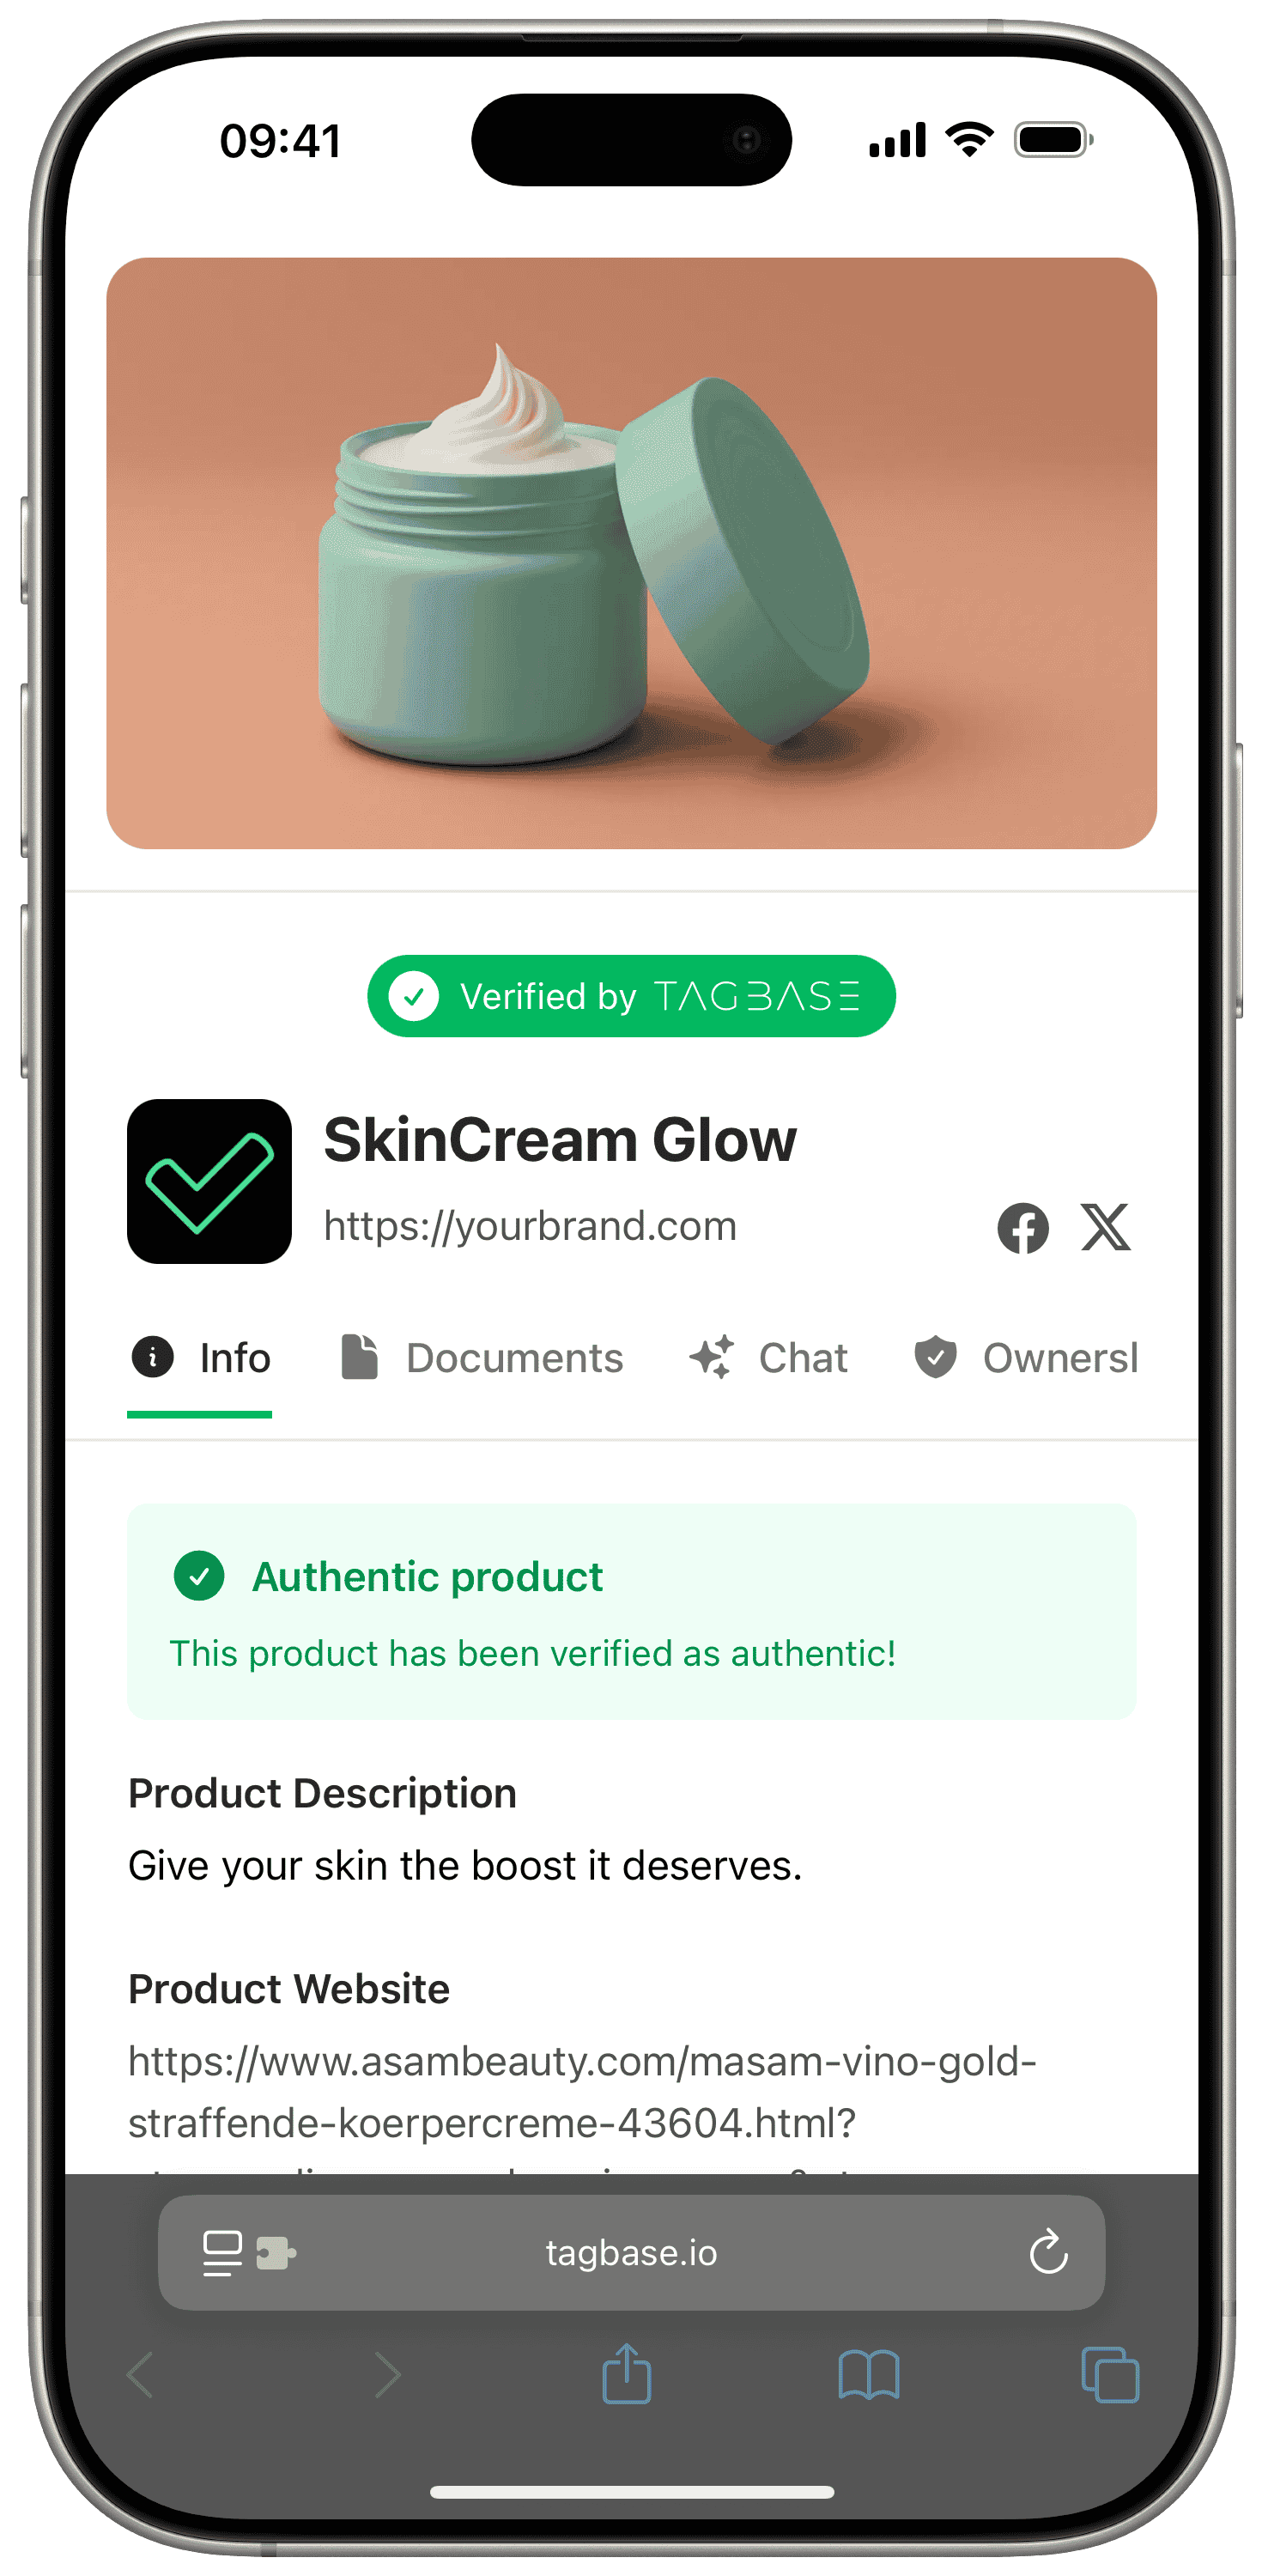 09:41
Verified by TAGBASE
SkinCream Glow
https://yourbrand.com
Info Documents Chat Ownersl
Authentic product
This product has been verified as authentic!
Product Description
Give your skin the boost it deserves.
Product Website
https://www.asambeauty.com/masam-vino-gold-
straffende-koerpercreme-43604.html?
tagbase.io